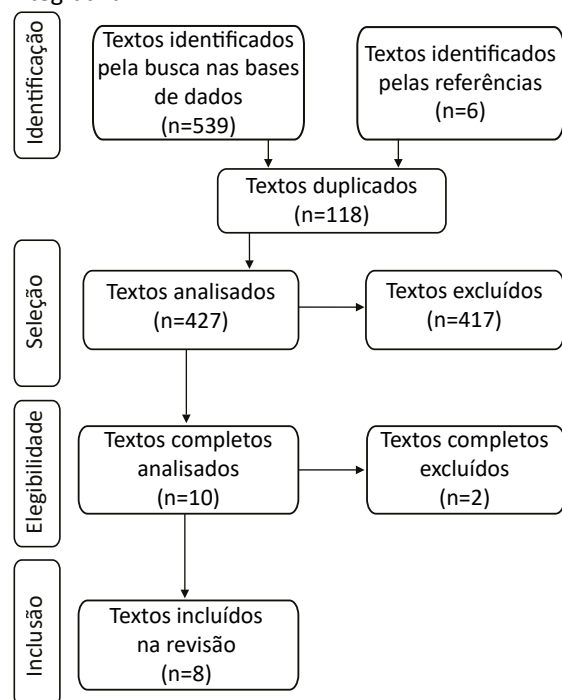 Identificação
Textos identificados
pela busca nas bases
de dados
(n=539)
Textos identificados
pelas referências
(n=6)
Textos duplicados
(n=118)
Seleção
Textos analisados
(n=427)
Textos excluídos
(n=417)
Elegibilidade
Textos completos
analisados
(n=10)
Textos completos
excluídos
(n=2)
Inclusão
Textos incluídos
na revisão
(n=8)